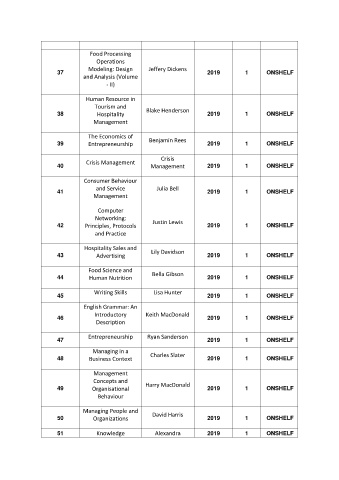 Food Processing
Operations
Modeling: Design
and Analysis (Volume
- II)
37 Jeffery Dickens 2019 1 ONSHELF
Human Resource in
Tourism and
Hospitality
Management
38 Blake Henderson 2019 1 ONSHELF
The Economics of
Entrepreneurship
39 Benjamin Rees 2019 1 ONSHELF
40 Crisis Management Crisis
Management 2019 1 ONSHELF
Consumer Behaviour
and Service
Management
41 Julia Bell 2019 1 ONSHELF
Computer
Networking:
Principles, Protocols
and Practice
42 Justin Lewis 2019 1 ONSHELF
Hospitality Sales and
Advertising
43 Lily Davidson 2019 1 ONSHELF
Food Science and
Human Nutrition
44 Bella Gibson 2019 1 ONSHELF
45 Writing Skills Lisa Hunter 2019 1 ONSHELF
English Grammar: An
Introductory
Description
46 Keith MacDonald 2019 1 ONSHELF
47 Entrepreneurship Ryan Sanderson 2019 1 ONSHELF
Managing in a
Business Context
48 Charles Slater 2019 1 ONSHELF
Management
Concepts and
Organisational
Behaviour
49 Harry MacDonald 2019 1 ONSHELF
Managing People and
Organizations
50 David Harris 2019 1 ONSHELF
51 Knowledge Alexandra 2019 1 ONSHELF